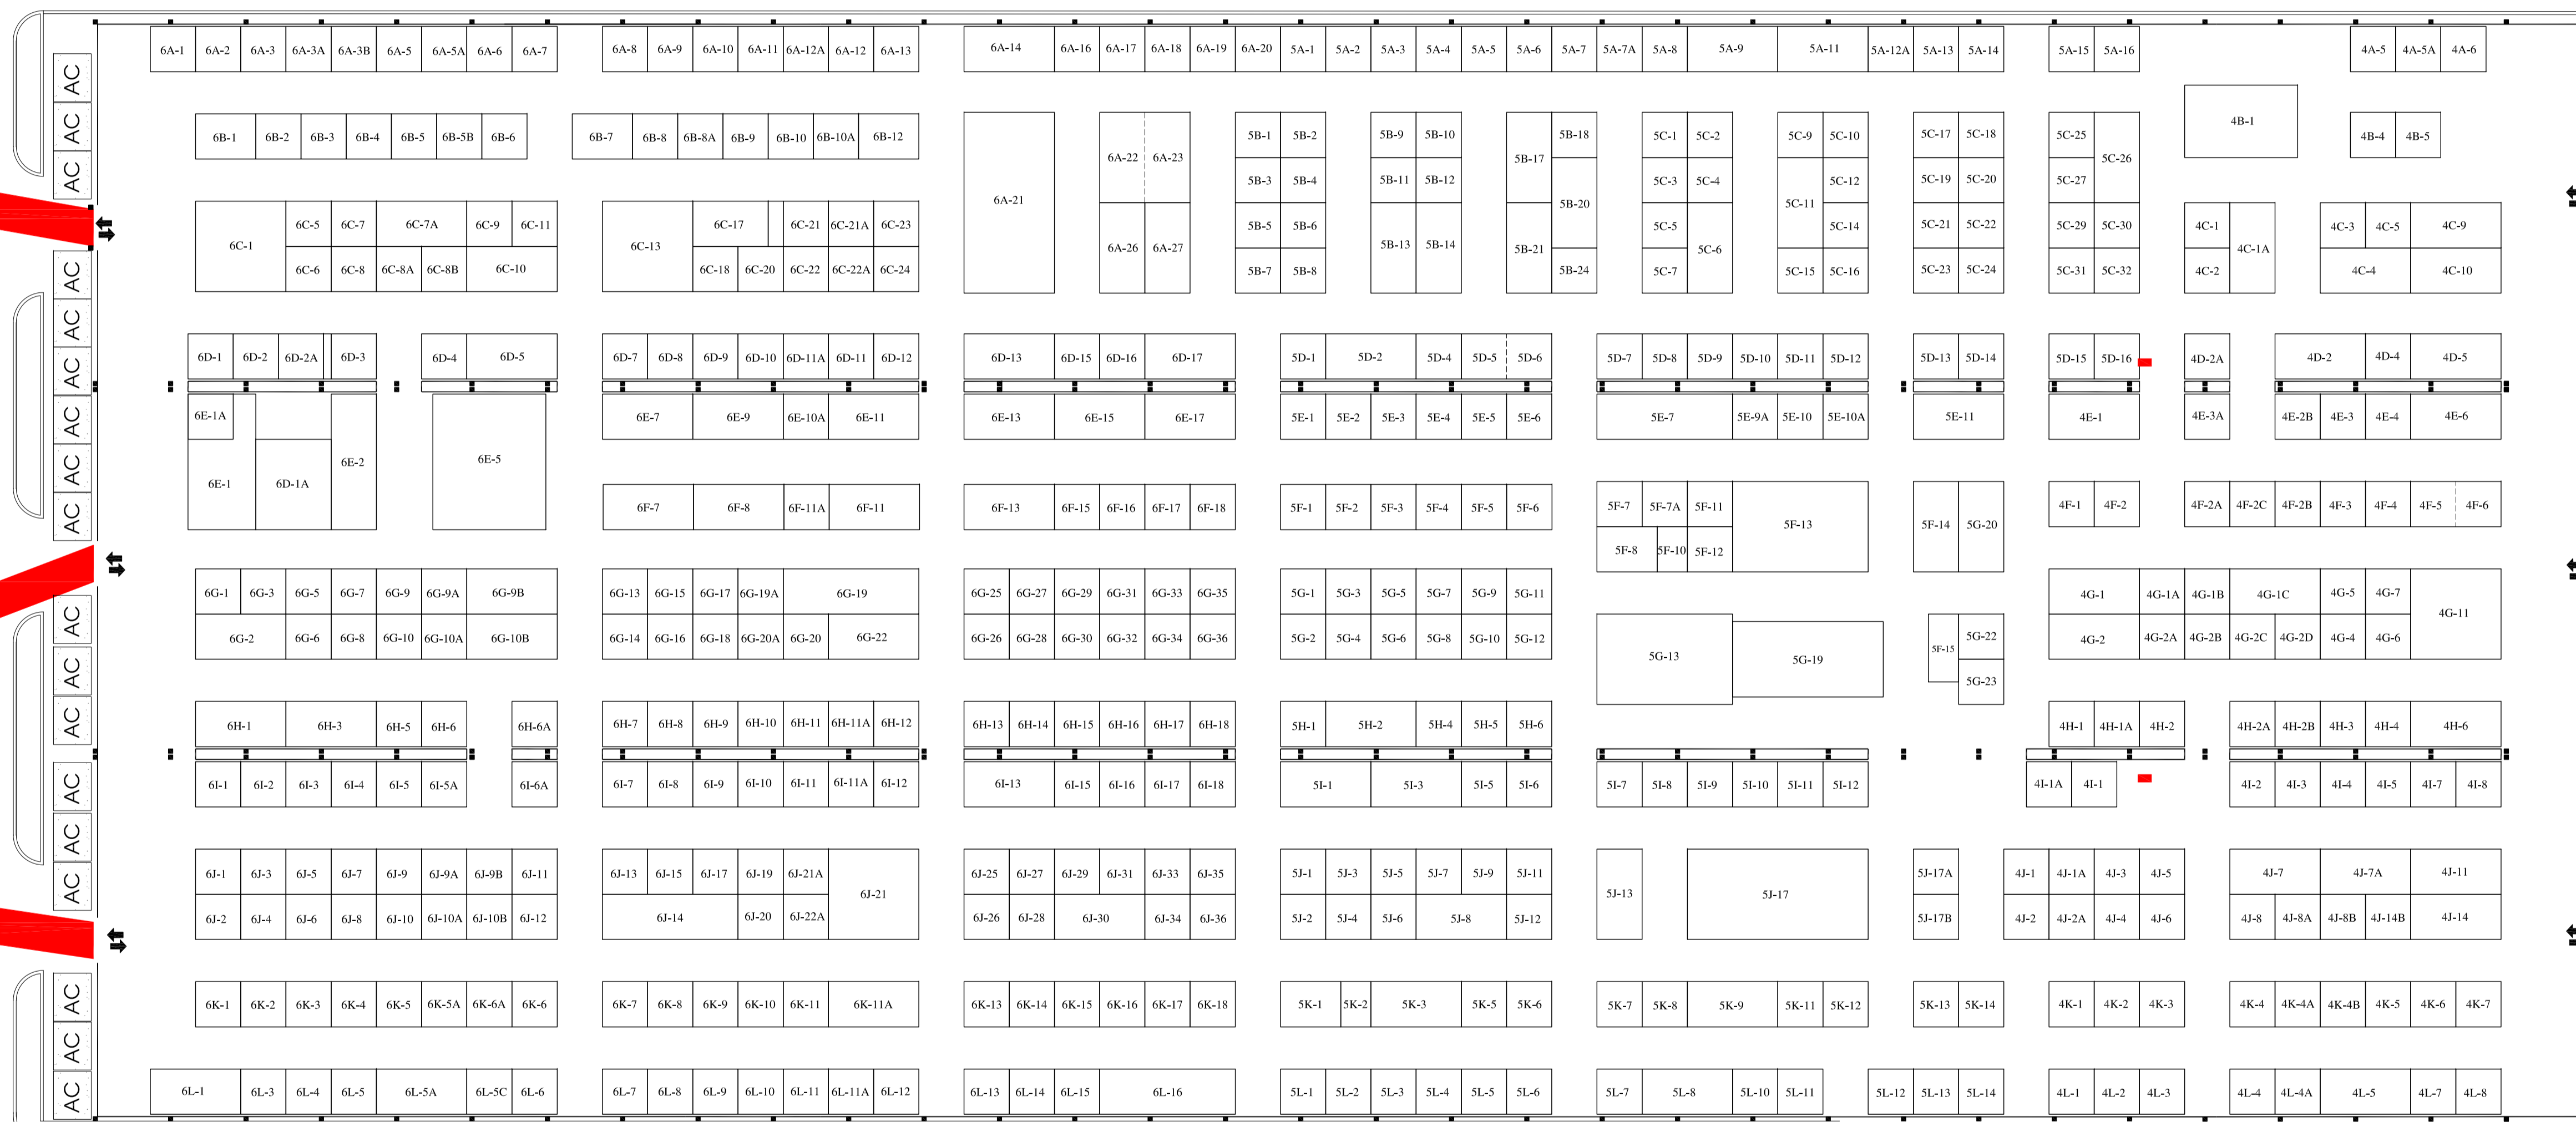 6A-1 6A-2 6A-3 6A-3A 6A-3B 6A-5 6A-5A 6A-6 6A-7 6A-8 6A-9 6A-10 6A-11 6A-12A 6A-12 6A-13 6A-14 6A-16 6A-17 6A-18 6A-19 6A-20 5A-1 5A-2 5A-3 5A-4 5A-5 5A-6 5A-7 5A-7A 5A-8 5A-9 5A-11 5A-12A 5A-13 5A-14 5A-15 5A-16 4A-5 4A-5A 4A-6
AC
4B-1
AC 6B-1 6B-2 6B-3 6B-4 6B-5 6B-5B 6B-6 6B-7 6B-8 6B-8A 6B-9 6B-10 6B-10A 6B-12 5B-1 5B-2 5B-9 5B-10 5B-18 5C-1 5C-2 5C-9 5C-10 5C-17 5C-18 5C-25 4B-4 4B-5
6A-22 6A-23 5B-17 5C-26
AC 5B-3 5B-4 5B-11 5B-12 5C-3 5C-4 5C-12 5C-19 5C-20 5C-27
6A-21 5B-20 5C-11
6C-5 6C-7 6C-7A 6C-9 6C-11 6C-17 6C-21 6C-21A 6C-23 5B-5 5B-6 5C-5 5C-14 5C-21 5C-22 5C-29 5C-30 4C-1 4C-3 4C-5 4C-9
6C-1 6C-13 6A-26 6A-27 5B-13 5B-14 5B-21 5C-6 4C-1A
AC 6C-6 6C-8 6C-8A 6C-8B 6C-10 6C-18 6C-20 6C-22 6C-22A 6C-24 5B-7 5B-8 5B-24 5C-7 5C-15 5C-16 5C-23 5C-24 5C-31 5C-32 4C-2 4C-4 4C-10
AC
AC 6D-1 6D-2 6D-2A 6D-3 6D-4 6D-5 6D-7 6D-8 6D-9 6D-10 6D-11A 6D-11 6D-12 6D-13 6D-15 6D-16 6D-17 5D-1 5D-2 5D-4 5D-5 5D-6 5D-7 5D-8 5D-9 5D-10 5D-11 5D-12 5D-13 5D-14 5D-15 5D-16 4D-2A 4D-2 4D-4 4D-5
AC 6E-1A 6E-7 6E-9 6E-10A 6E-11 6E-13 6E-15 6E-17 5E-1 5E-2 5E-3 5E-4 5E-5 5E-6 5E-7 5E-9A 5E-10 5E-10A 5E-11 4E-1 4E-3A 4E-2B 4E-3 4E-4 4E-6
AC 6E-1 6D-1A 6E-2 6E-5
AC 6F-7 6F-8 6F-11A 6F-11 6F-13 6F-15 6F-16 6F-17 6F-18 5F-1 5F-2 5F-3 5F-4 5F-5 5F-6 5F-7 5F-7A 5F-11 4F-1 4F-2 4F-2A 4F-2C 4F-2B 4F-3 4F-4 4F-5 4F-6
5F-13 5F-14 5G-20
5F-8 5F-10 5F-12
6G-1 6G-3 6G-5 6G-7 6G-9 6G-9A 6G-9B 6G-13 6G-15 6G-17 6G-19A 6G-19 6G-25 6G-27 6G-29 6G-31 6G-33 6G-35 5G-1 5G-3 5G-5 5G-7 5G-9 5G-11 4G-1 4G-1A 4G-1B 4G-1C 4G-5 4G-7
AC 4G-11
6G-2 6G-6 6G-8 6G-10 6G-10A 6G-10B 6G-14 6G-16 6G-18 6G-20A 6G-20 6G-22 6G-26 6G-28 6G-30 6G-32 6G-34 6G-36 5G-2 5G-4 5G-6 5G-8 5G-10 5G-12 5G-22 4G-2 4G-2A 4G-2B 4G-2C 4G-2D 4G-4 4G-6
AC 5G-13 5G-19 5F-15 5G-23
AC 6H-1 6H-3 6H-5 6H-6 6H-6A 6H-7 6H-8 6H-9 6H-10 6H-11 6H-11A 6H-12 6H-13 6H-14 6H-15 6H-16 6H-17 6H-18 5H-1 5H-2 5H-4 5H-5 5H-6 4H-1 4H-1A 4H-2 4H-2A 4H-2B 4H-3 4H-4 4H-6
AC 6I-1 6I-2 6I-3 6I-4 6I-5 6I-5A 6I-6A 6I-7 6I-8 6I-9 6I-10 6I-11 6I-11A 6I-12 6I-13 6I-15 6I-16 6I-17 6I-18 5I-1 5I-3 5I-5 5I-6 5I-7 5I-8 5I-9 5I-10 5I-11 5I-12 4I-1A 4I-1 4I-2 4I-3 4I-4 4I-5 4I-7 4I-8
AC
6J-1 6J-3 6J-5 6J-7 6J-9 6J-9A 6J-9B 6J-11 6J-13 6J-15 6J-17 6J-19 6J-21A 6J-25 6J-27 6J-29 6J-31 6J-33 6J-35 5J-1 5J-3 5J-5 5J-7 5J-9 5J-11 5J-17A 4J-1 4J-1A 4J-3 4J-5 4J-7 4J-7A 4J-11
AC 6J-21 5J-13 5J-17
6J-2 6J-4 6J-6 6J-8 6J-10 6J-10A 6J-10B 6J-12 6J-14 6J-20 6J-22A 6J-26 6J-28 6J-30 6J-34 6J-36 5J-2 5J-4 5J-6 5J-8 5J-12 5J-17B 4J-2 4J-2A 4J-4 4J-6 4J-8 4J-8A 4J-8B 4J-14B 4J-14
AC 6K-1 6K-2 6K-3 6K-4 6K-5 6K-5A 6K-6A 6K-6 6K-7 6K-8 6K-9 6K-10 6K-11 6K-11A 6K-13 6K-14 6K-15 6K-16 6K-17 6K-18 5K-1 5K-2 5K-3 5K-5 5K-6 5K-7 5K-8 5K-9 5K-11 5K-12 5K-13 5K-14 4K-1 4K-2 4K-3 4K-4 4K-4A 4K-4B 4K-5 4K-6 4K-7
AC
AC 6L-1 6L-3 6L-4 6L-5 6L-5A 6L-5C 6L-6 6L-7 6L-8 6L-9 6L-10 6L-11 6L-11A 6L-12 6L-13 6L-14 6L-15 6L-16 5L-1 5L-2 5L-3 5L-4 5L-5 5L-6 5L-7 5L-8 5L-10 5L-11 5L-12 5L-13 5L-14 4L-1 4L-2 4L-3 4L-4 4L-4A 4L-5 4L-7 4L-8